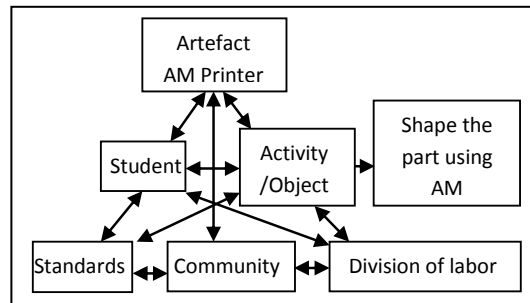 Artefact
AM Printer
Student
Activity
/Object
Shape the
part using
AM
Standards
Community
Division of labor